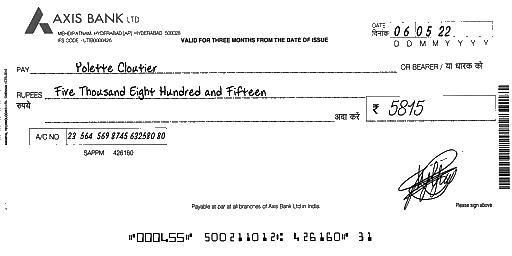 AXIS BANK LTD
MEHDIPATNAM, HYDERABAD (AP) HYDERABAD 500028
IFS CODE - UTIB0000426
VALID FOR THREE MONTHS FROM THE DATE OF ISSUE
DATE दिनांक 06 05 22
D D M M Y Y Y Y
PAY Yolette Cloutier OR BEARER / या धारक को
RUPEES रुपये Five Thousand Eight Hundred and Fifteen
अदा करें ₹ 5815
A/C NO 23 564 569 8745 632580 80
SAPPM 426160
Payable at par at all branches of Axis Bank Ltd in India.
Please sign above
⑈000455⑈ 500211012⑆ 426160⑈ 31